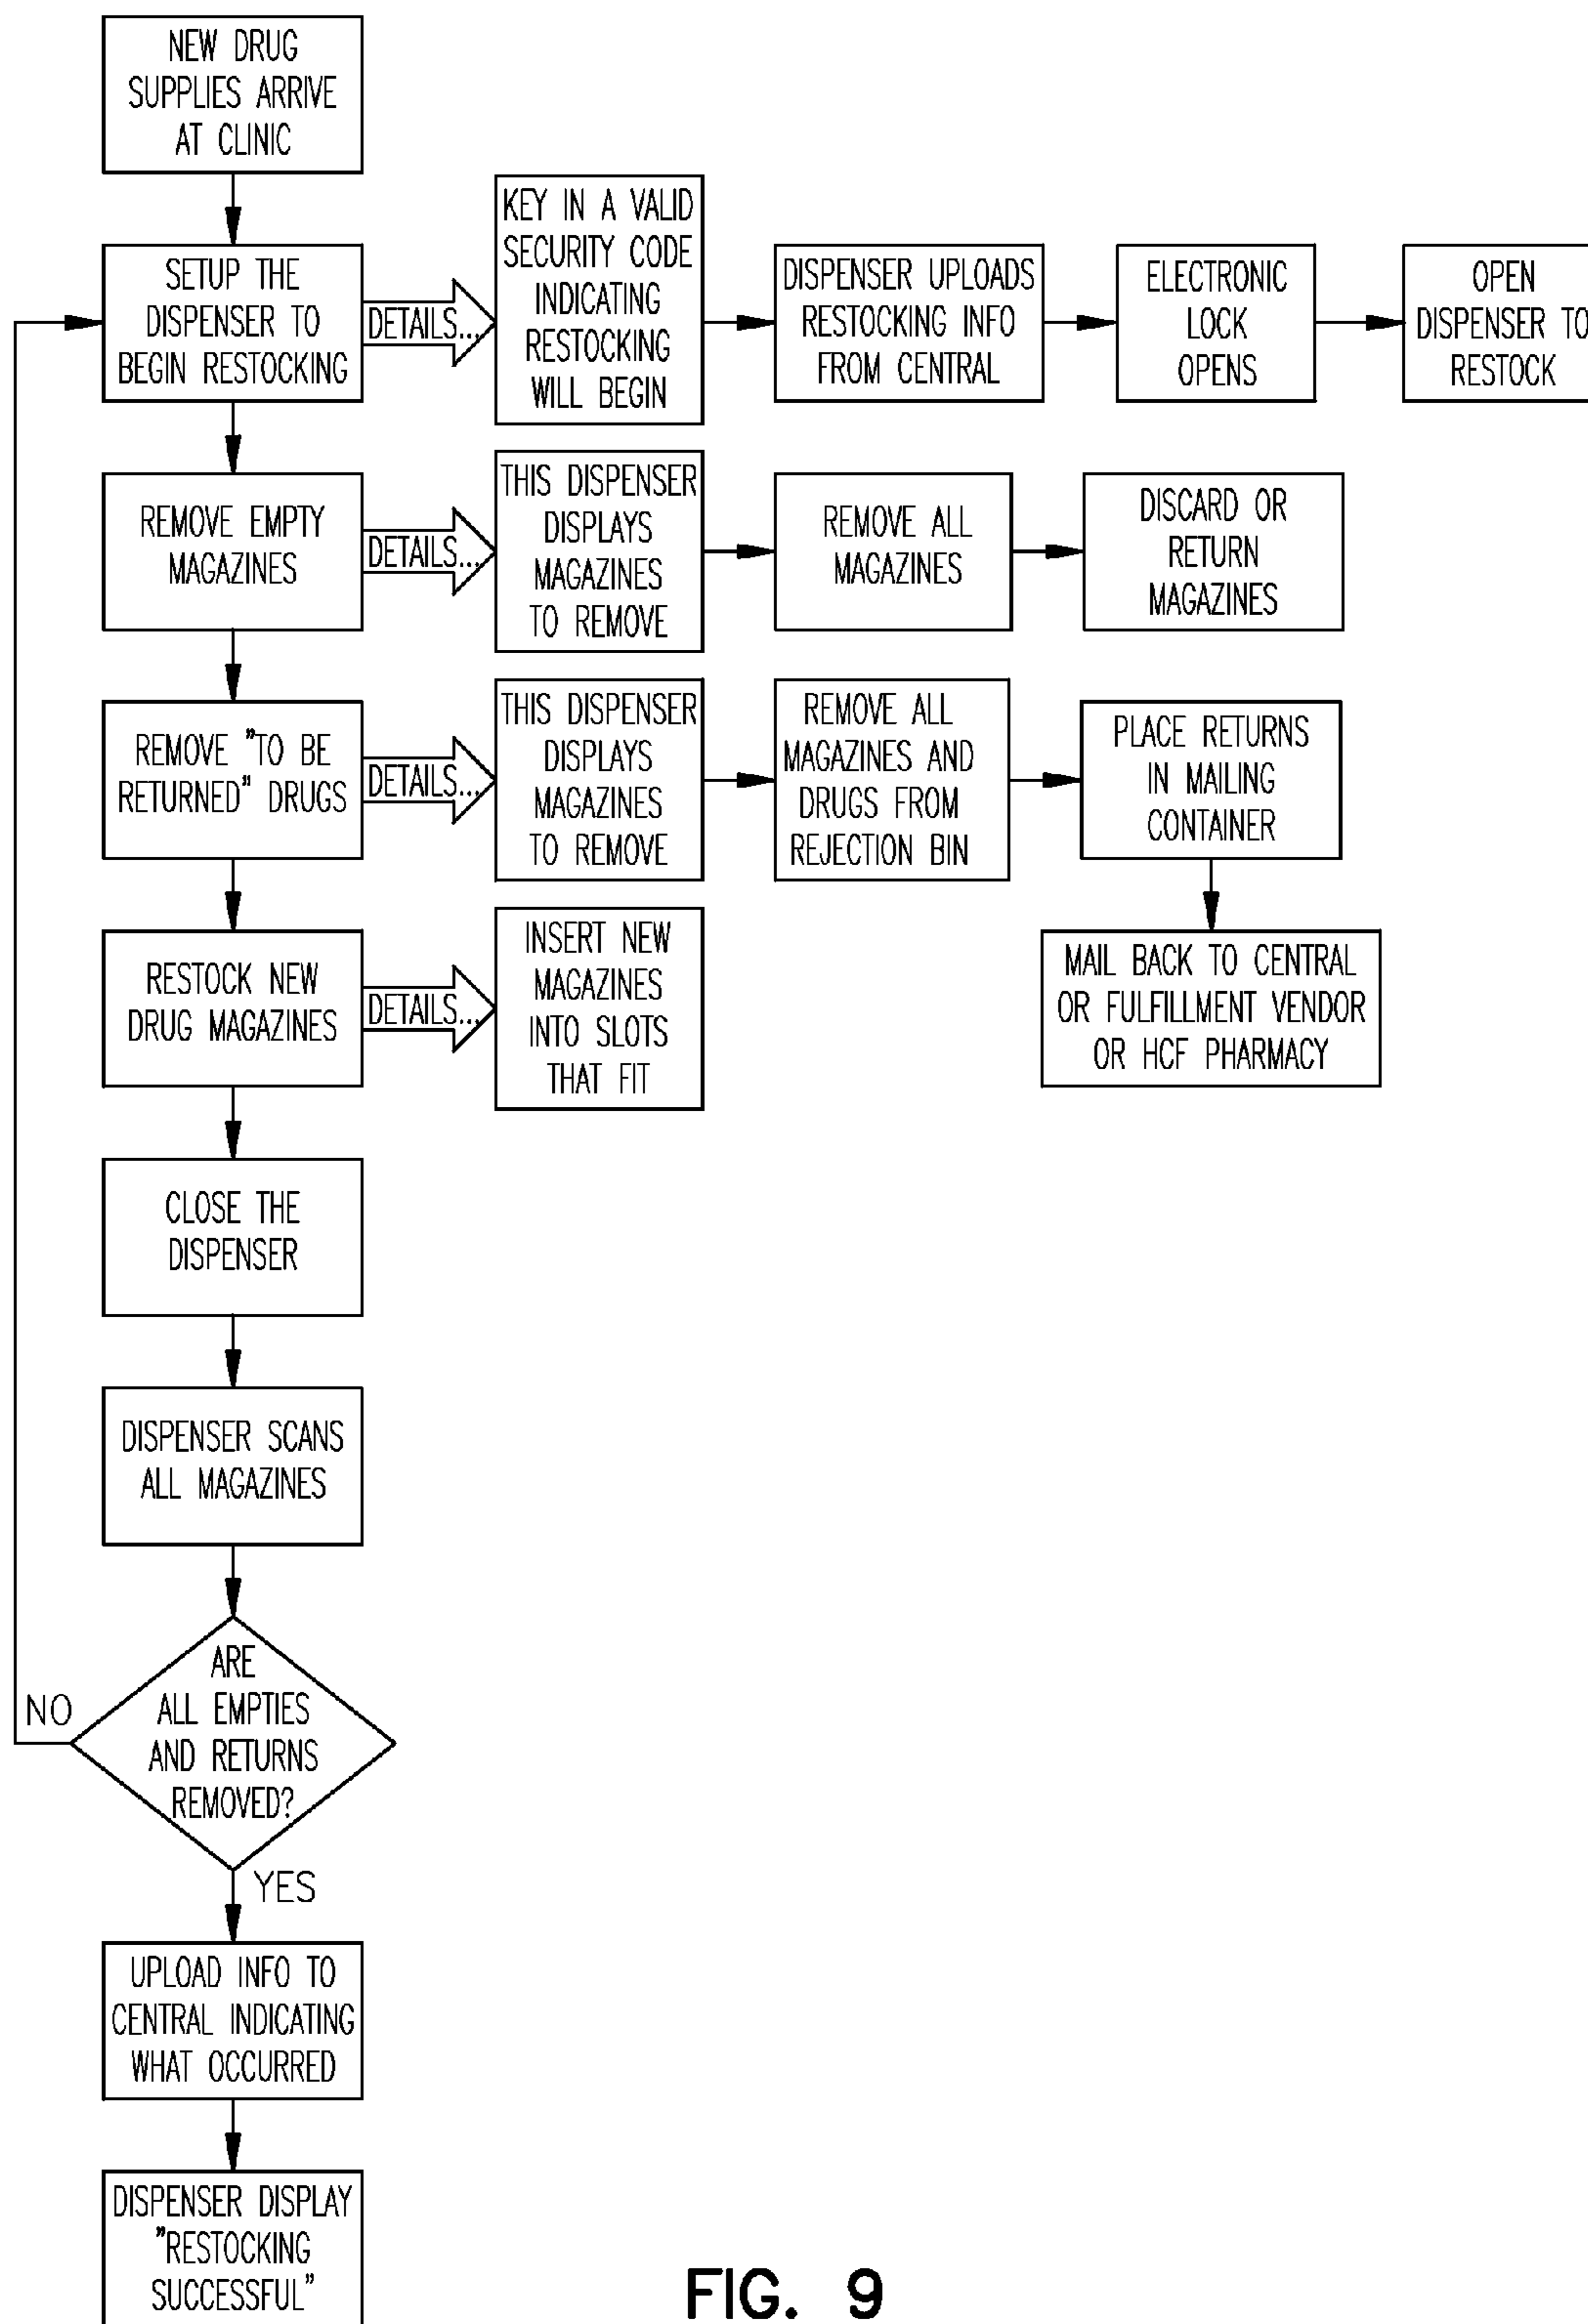 NEW DRUG
SUPPLIES ARRIVE
AT CLINIC
SETUP THE
DISPENSER TO
BEGIN RESTOCKING
DETAILS...
KEY IN A VALID
SECURITY CODE
INDICATING
RESTOCKING
WILL BEGIN
DISPENSER UPLOADS
RESTOCKING INFO
FROM CENTRAL
ELECTRONIC
LOCK
OPENS
OPEN
DISPENSER TO
RESTOCK
REMOVE EMPTY
MAGAZINES
DETAILS...
THIS DISPENSER
DISPLAYS
MAGAZINES
TO REMOVE
REMOVE ALL
MAGAZINES
DISCARD OR
RETURN
MAGAZINES
REMOVE "TO BE
RETURNED" DRUGS
DETAILS...
THIS DISPENSER
DISPLAYS
MAGAZINES
TO REMOVE
REMOVE ALL
MAGAZINES AND
DRUGS FROM
REJECTION BIN
PLACE RETURNS
IN MAILING
CONTAINER
MAIL BACK TO CENTRAL
OR FULFILLMENT VENDOR
OR HCF PHARMACY
RESTOCK NEW
DRUG MAGAZINES
DETAILS...
INSERT NEW
MAGAZINES
INTO SLOTS
THAT FIT
CLOSE THE
DISPENSER
DISPENSER SCANS
ALL MAGAZINES
ARE
ALL EMPTIES
AND RETURNS
REMOVED?
NO
YES
UPLOAD INFO TO
CENTRAL INDICATING
WHAT OCCURRED
DISPENSER DISPLAY
"RESTOCKING
SUCCESSFUL"
FIG. 9